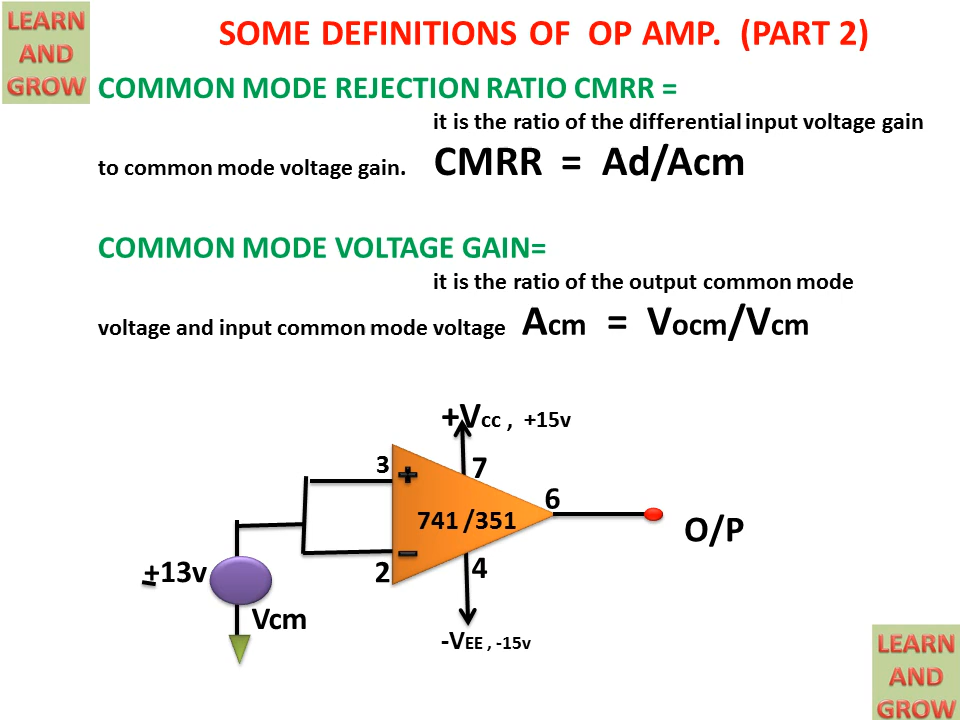 LEARN
AND
GROW
SOME DEFINITIONS OF OP AMP. (PART 2)
COMMON MODE REJECTION RATIO CMRR =
it is the ratio of the differential input voltage gain
to common mode voltage gain. CMRR = Ad/Acm
COMMON MODE VOLTAGE GAIN=
it is the ratio of the output common mode
voltage and input common mode voltage Acm = Vocm/Vcm
+Vcc , +15v
3
7
+
6
741 /351
O/P
–
±13v
2
4
Vcm
-VEE , -15v
LEARN
AND
GROW